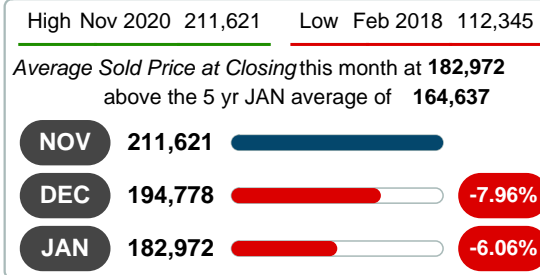 High Nov 2020 211,621 Low Feb 2018 112,345
Average Sold Price at Closing this month at 182,972
above the 5 yr JAN average of 164,637
NOV 211,621
DEC 194,778 -7.96%
JAN 182,972 -6.06%